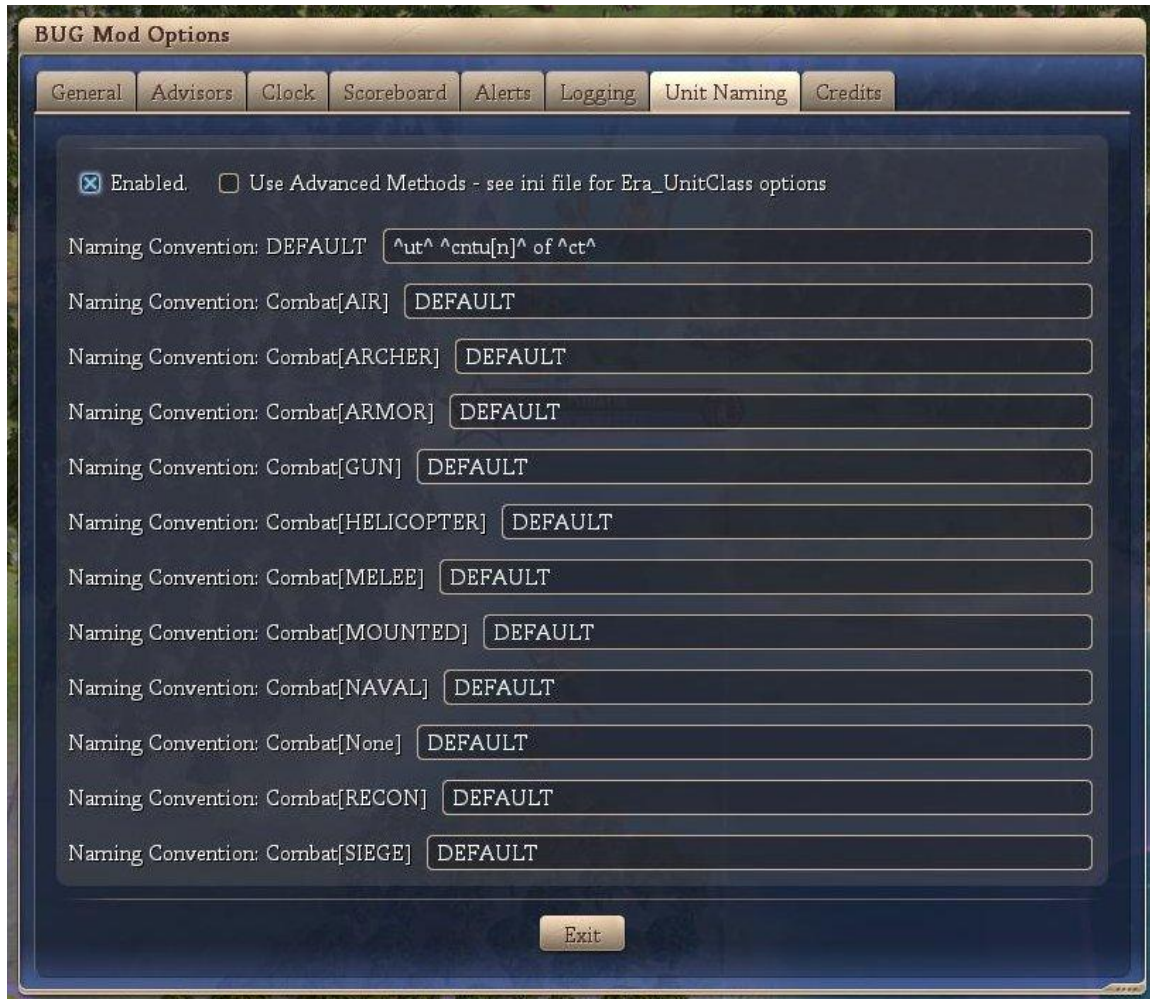 BUG Mod Options
General Advisors Clock Scoreboard Alerts Logging Unit Naming Credits
Enabled. Use Advanced Methods - see ini file for Era_UnitClass options
Naming Convention: DEFAULT ^ut^ ^cntu[n]^ of ^ct^
Naming Convention: Combat[AIR] DEFAULT
Naming Convention: Combat[ARCHER] DEFAULT
Naming Convention: Combat[ARMOR] DEFAULT
Naming Convention: Combat[GUN] DEFAULT
Naming Convention: Combat[HELICOPTER] DEFAULT
Naming Convention: Combat[MELEE] DEFAULT
Naming Convention: Combat[MOUNTED] DEFAULT
Naming Convention: Combat[NAVAL] DEFAULT
Naming Convention: Combat[None] DEFAULT
Naming Convention: Combat[RECON] DEFAULT
Naming Convention: Combat[SIEGE] DEFAULT
Exit